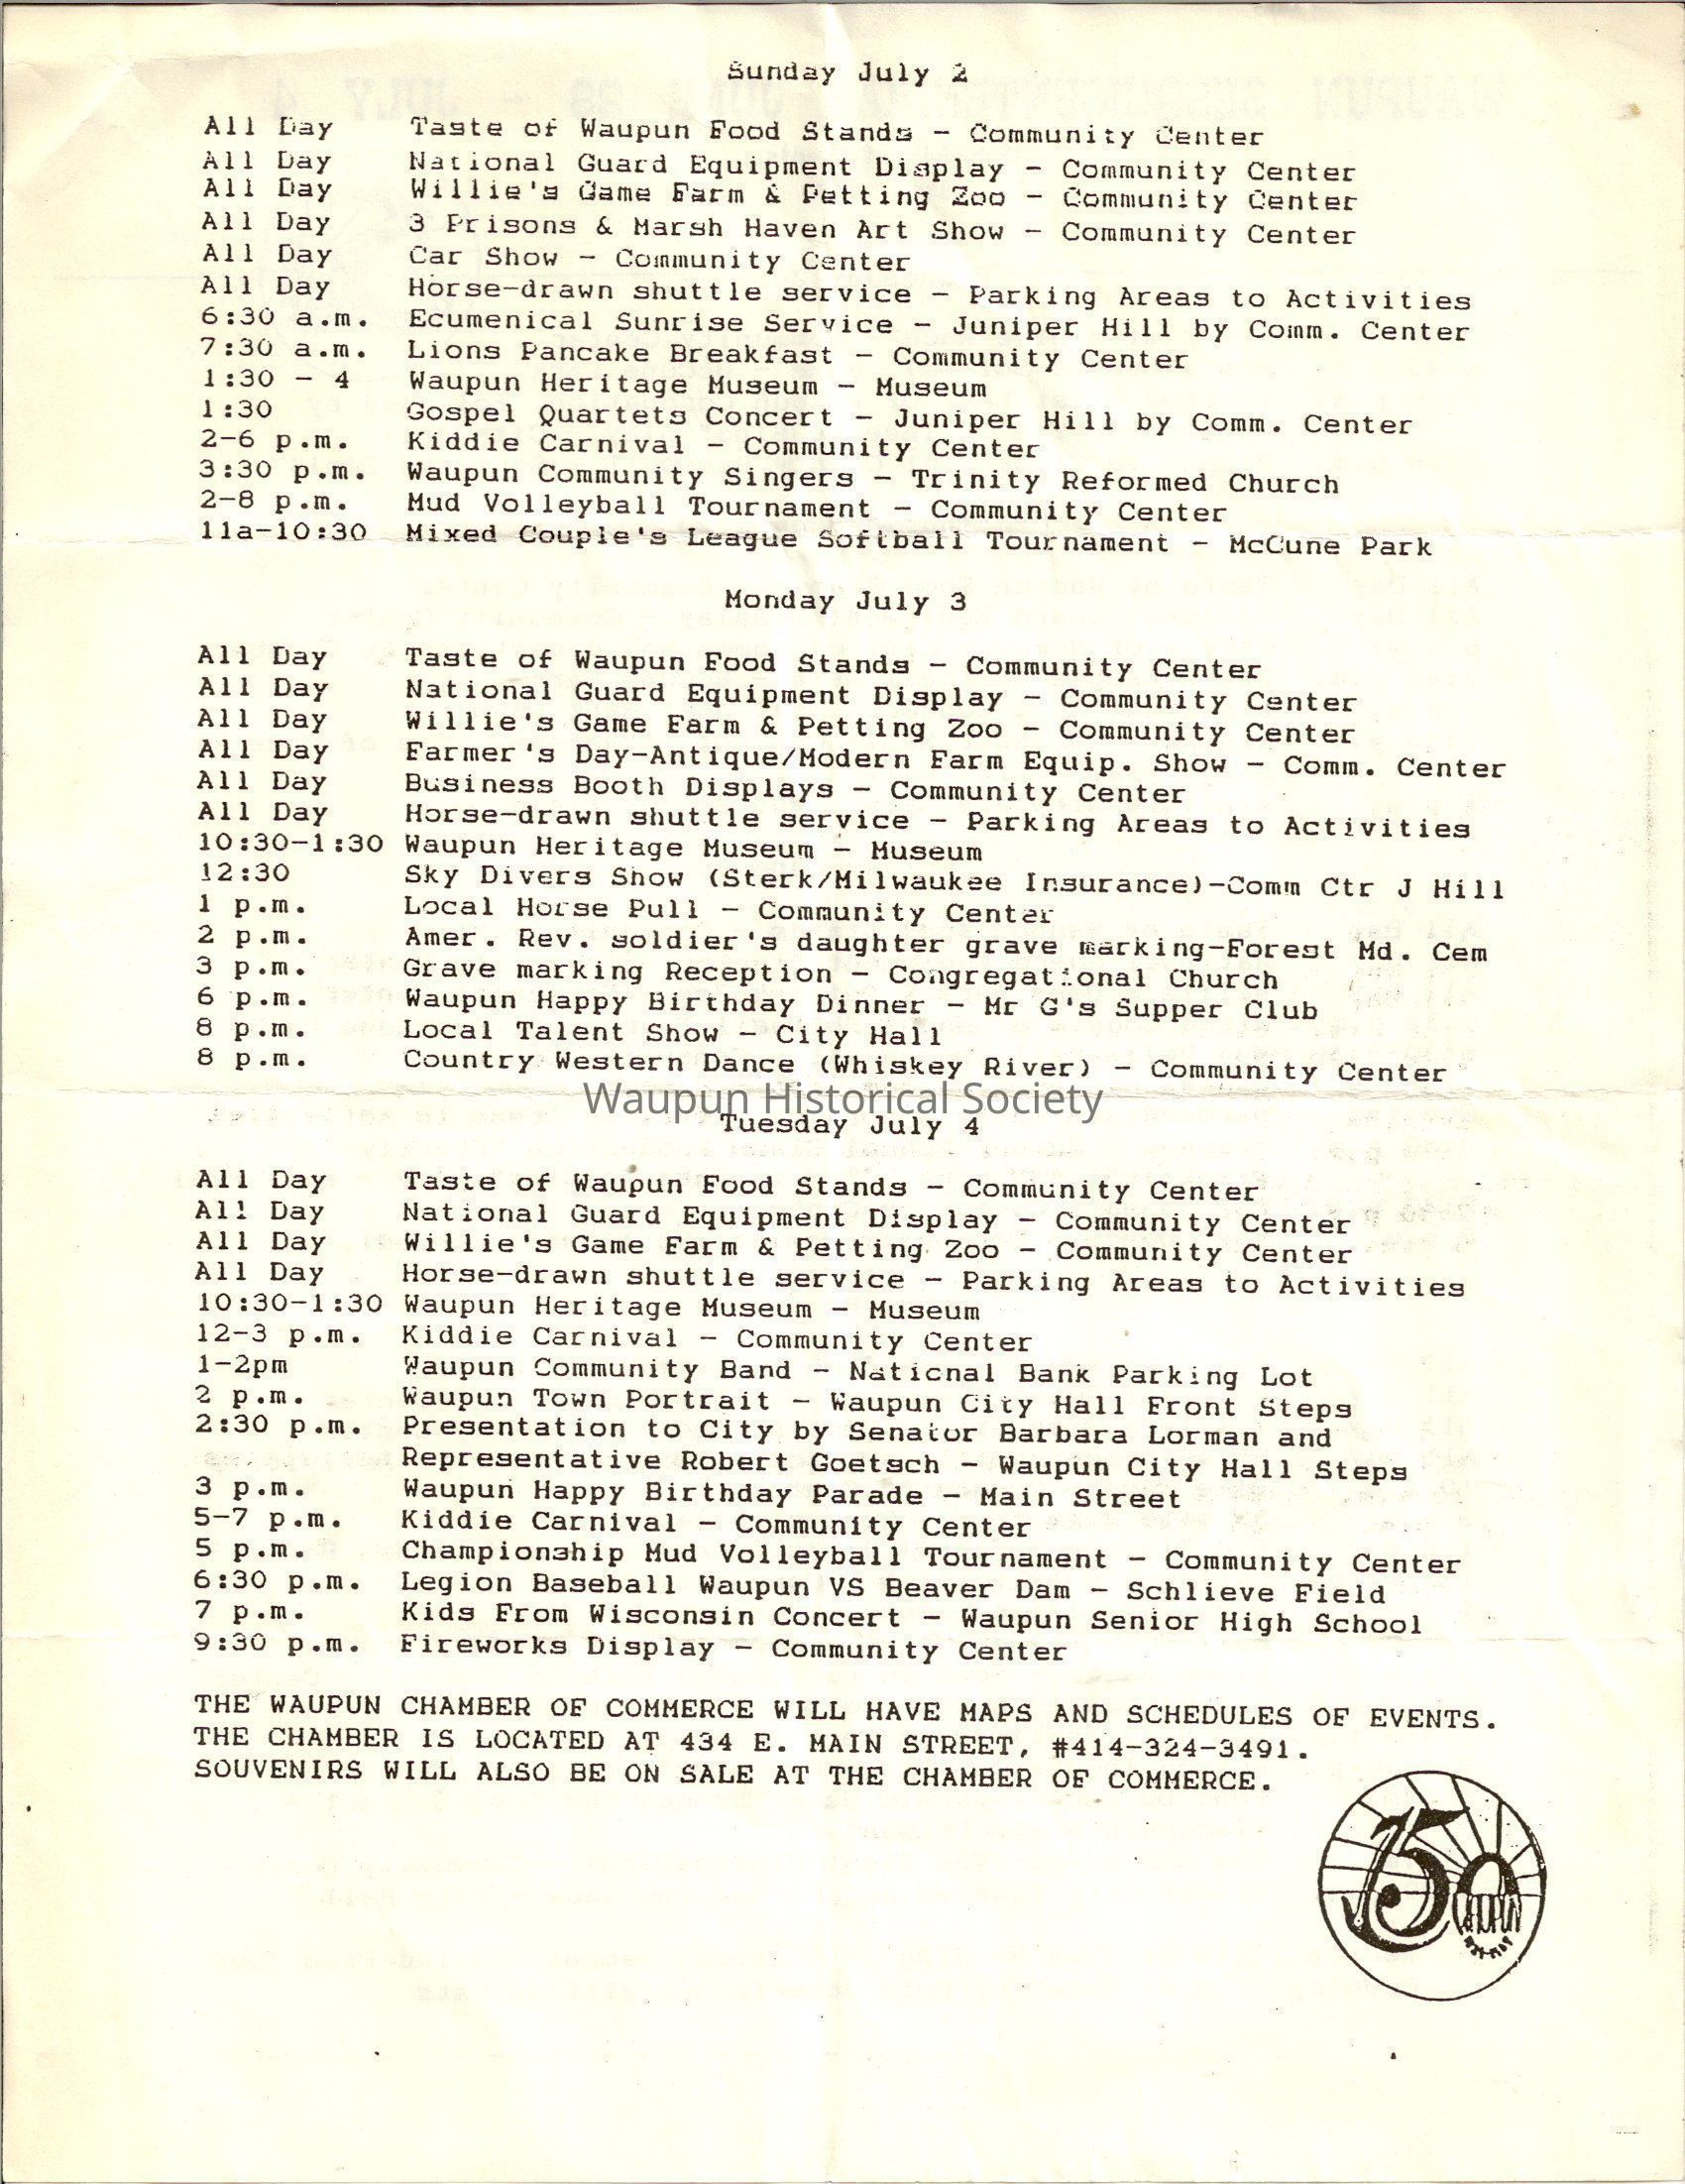 Sunday July 2
All Day Taste of Waupun Food Stands - Community Center
All Day National Guard Equipment Display - Community Center
All Day Willie's Game Farm & Petting Zoo - Community Center
All Day 3 Prisons & Marsh Haven Art Show - Community Center
All Day Car Show - Community Center
All Day Horse-drawn shuttle service - Parking Areas to Activities
6:30 a.m. Ecumenical Sunrise Service - Juniper Hill by Comm. Center
7:30 a.m. Lions Pancake Breakfast - Community Center
1:30 - 4 Waupun Heritage Museum - Museum
1:30 Gospel Quartets Concert - Juniper Hill by Comm. Center
2-6 p.m. Kiddie Carnival - Community Center
3:30 p.m. Waupun Community Singers - Trinity Reformed Church
2-8 p.m. Mud Volleyball Tournament - Community Center
11a-10:30 Mixed Couple's League Softball Tournament - McCune Park
Monday July 3
All Day Taste of Waupun Food Stands - Community Center
All Day National Guard Equipment Display - Community Center
All Day Willie's Game Farm & Petting Zoo - Community Center
All Day Farmer's Day-Antique/Modern Farm Equip. Show - Comm. Center
All Day Business Booth Displays - Community Center
All Day Horse-drawn shuttle service - Parking Areas to Activities
10:30-1:30 Waupun Heritage Museum - Museum
12:30 Sky Divers Show (Sterk/Milwaukee Insurance)-Comm Ctr J Hill
1 p.m. Local Horse Pull - Community Center
2 p.m. Amer. Rev. soldier's daughter grave marking-Forest Md. Cem
3 p.m. Grave marking Reception - Congregational Church
6 p.m. Waupun Happy Birthday Dinner - Mr G's Supper Club
8 p.m. Local Talent Show - City Hall
8 p.m. Country Western Dance (Whiskey River) - Community Center
Waupun Historical Society
Tuesday July 4
All Day Taste of Waupun Food Stands - Community Center
All Day National Guard Equipment Display - Community Center
All Day Willie's Game Farm & Petting Zoo - Community Center
All Day Horse-drawn shuttle service - Parking Areas to Activities
10:30-1:30 Waupun Heritage Museum - Museum
12-3 p.m. Kiddie Carnival - Community Center
1-2pm Waupun Community Band - National Bank Parking Lot
2 p.m. Waupun Town Portrait - Waupun City Hall Front Steps
2:30 p.m. Presentation to City by Senator Barbara Lorman and
Representative Robert Goetsch - Waupun City Hall Steps
3 p.m. Waupun Happy Birthday Parade - Main Street
5-7 p.m. Kiddie Carnival - Community Center
5 p.m. Championship Mud Volleyball Tournament - Community Center
6:30 p.m. Legion Baseball Waupun VS Beaver Dam - Schlieve Field
7 p.m. Kids From Wisconsin Concert - Waupun Senior High School
9:30 p.m. Fireworks Display - Community Center
THE WAUPUN CHAMBER OF COMMERCE WILL HAVE MAPS AND SCHEDULES OF EVENTS.
THE CHAMBER IS LOCATED AT 434 E. MAIN STREET, #414-324-3491.
SOUVENIRS WILL ALSO BE ON SALE AT THE CHAMBER OF COMMERCE.
150
WAUPUN